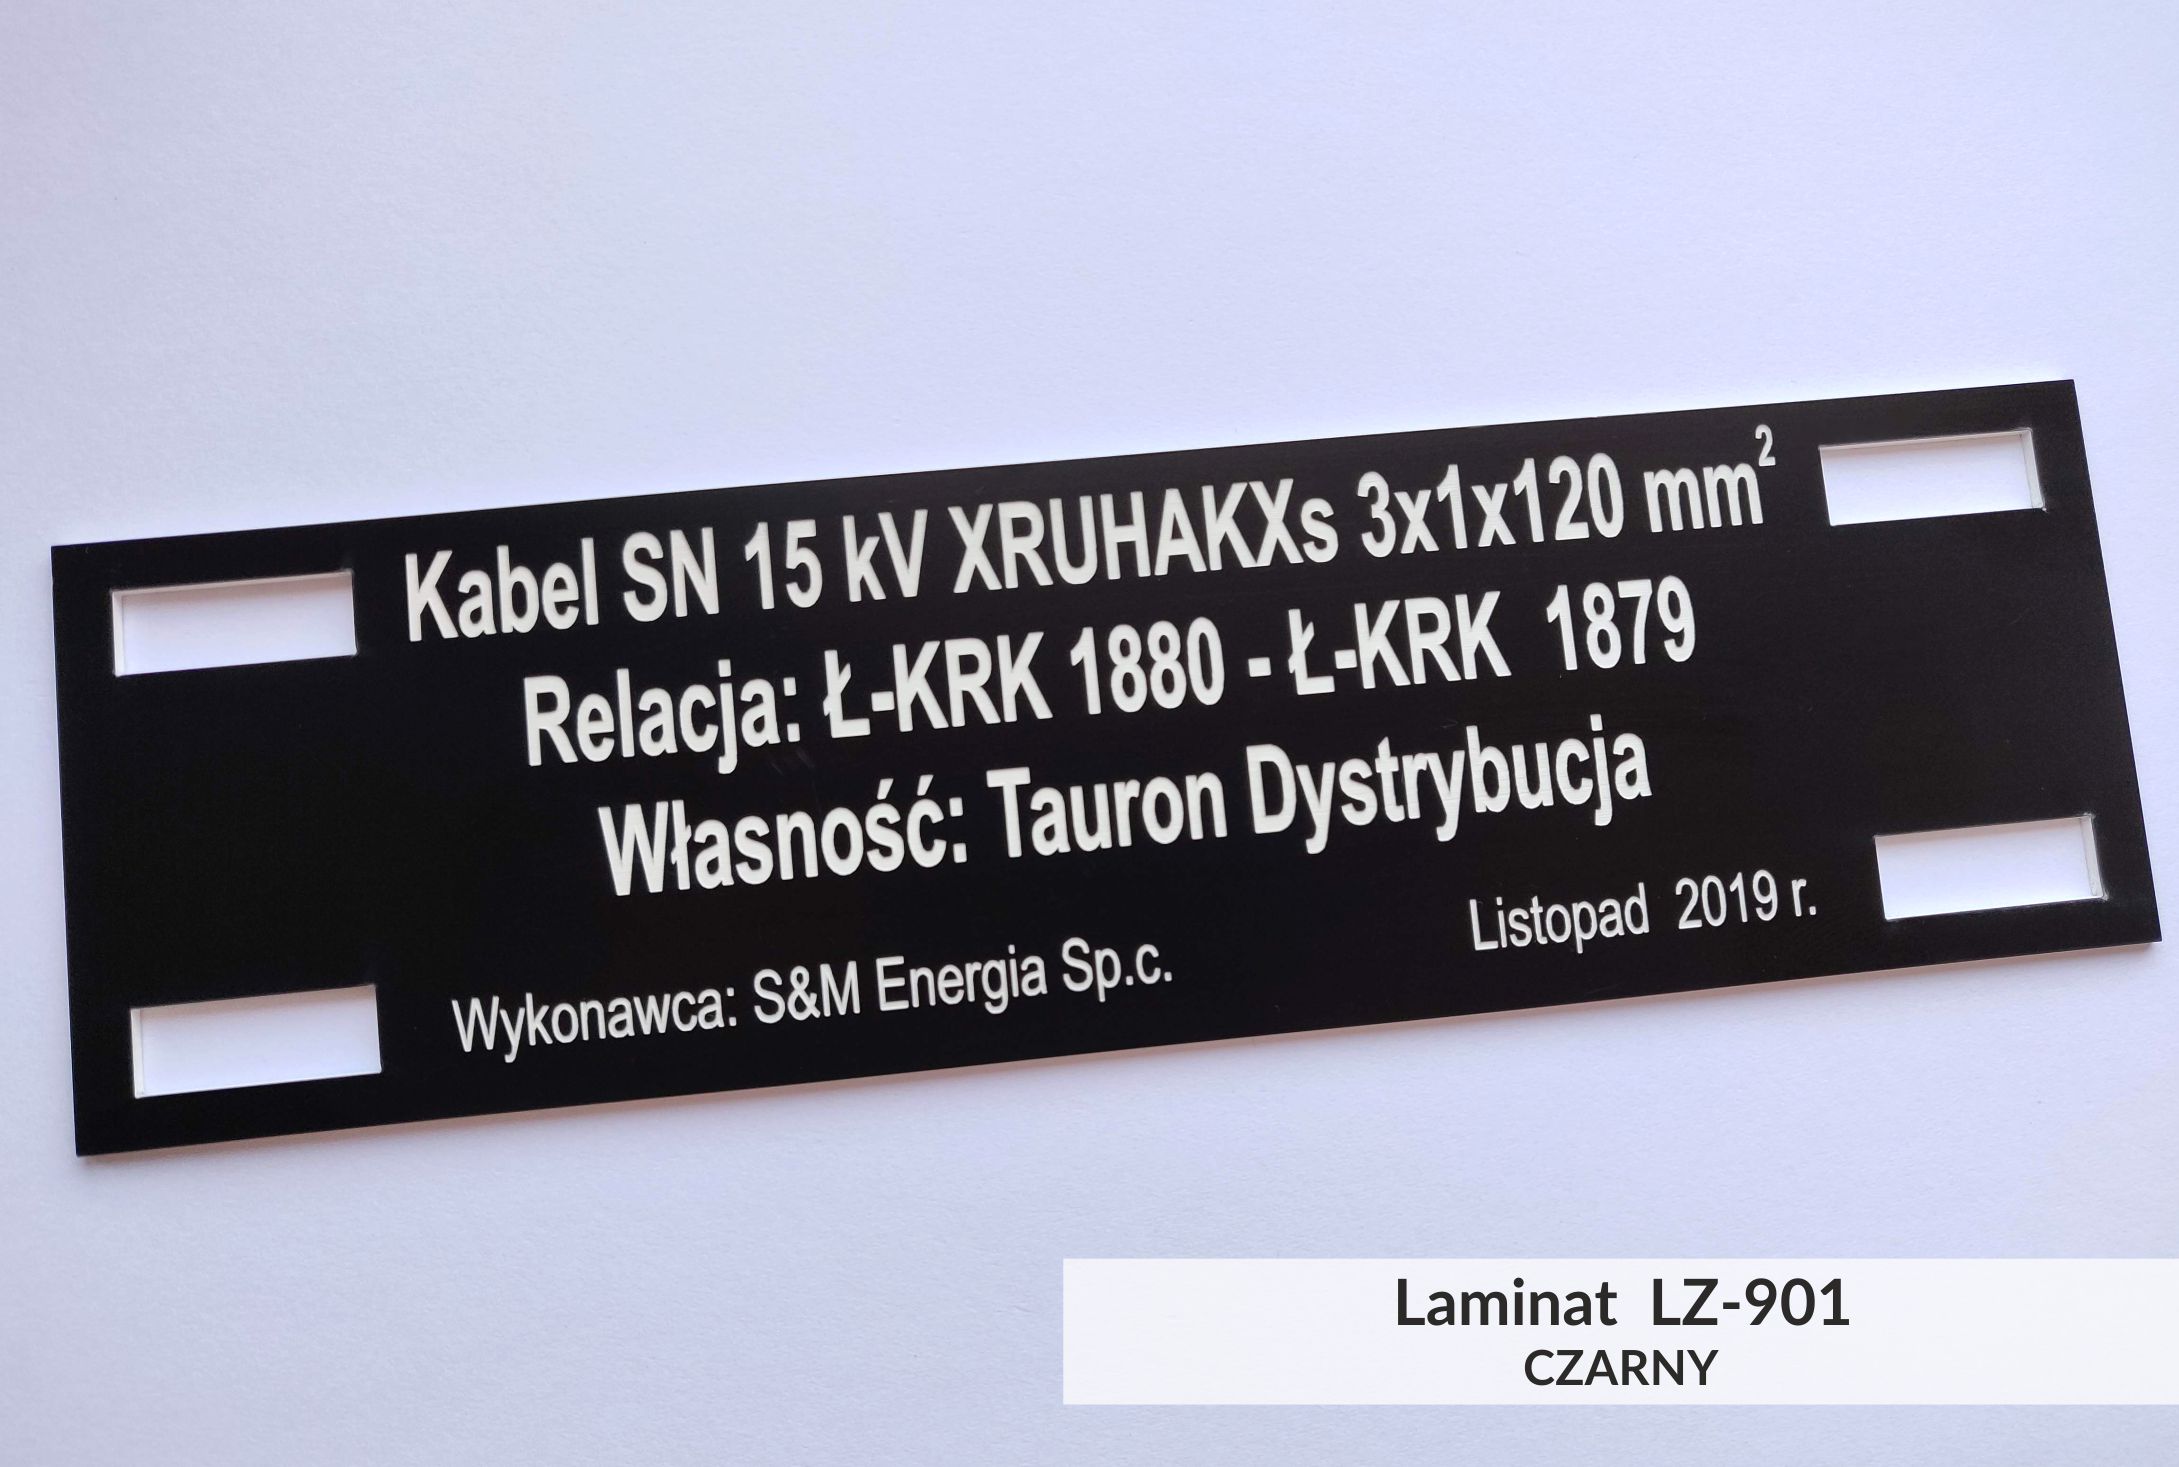 Kabel SN 15 kV XRUHAKXs 3x1x120 mm²
Relacja: Ł-KRK 1880 - Ł-KRK 1879
Własność: Tauron Dystrybucja
Wykonawca: S&M Energia Sp.c. Listopad 2019 r.
Laminat LZ-901
CZARNY